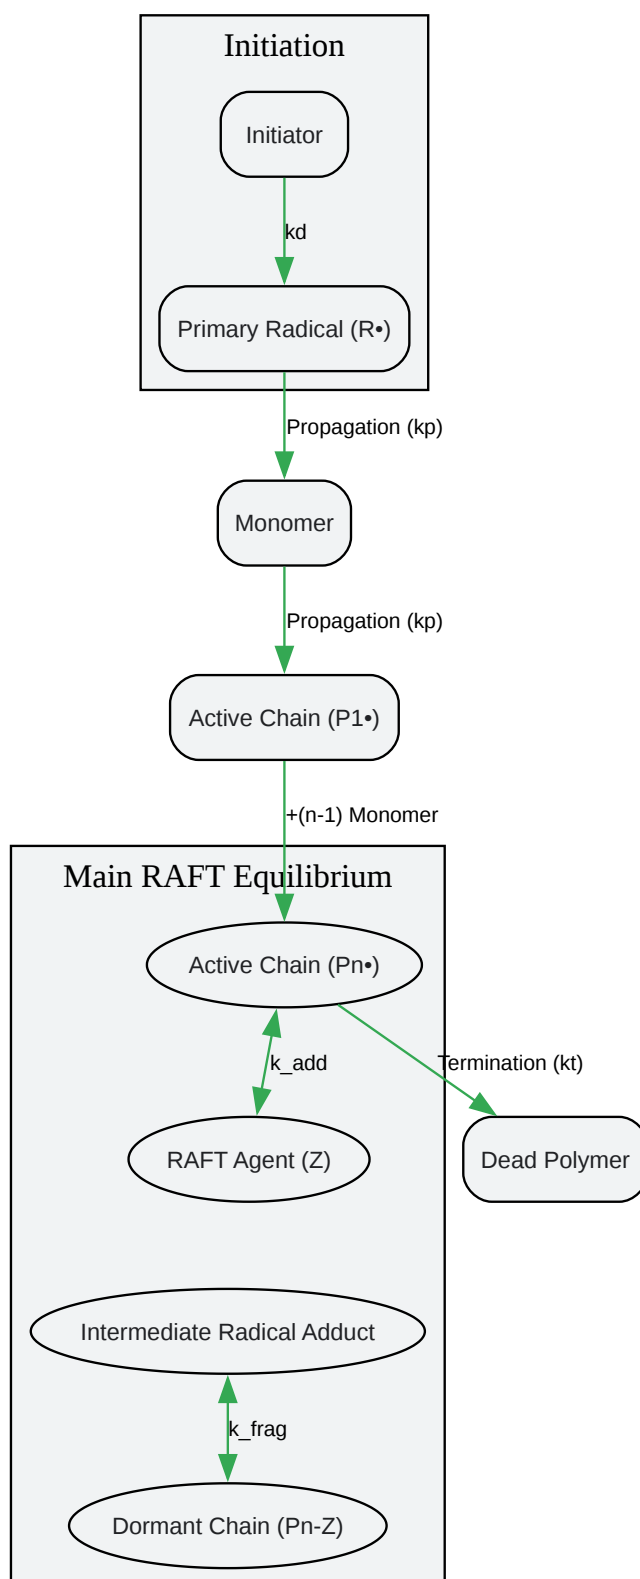 Initiation
Initiator
kd
Primary Radical (R•)
Propagation (kp)
Monomer
Propagation (kp)
Active Chain (P1•)
+(n-1) Monomer
Main RAFT Equilibrium
Active Chain (Pn•)
k_add
Termination (kt)
RAFT Agent (Z)
Dead Polymer
Intermediate Radical Adduct
k_frag
Dormant Chain (Pn-Z)